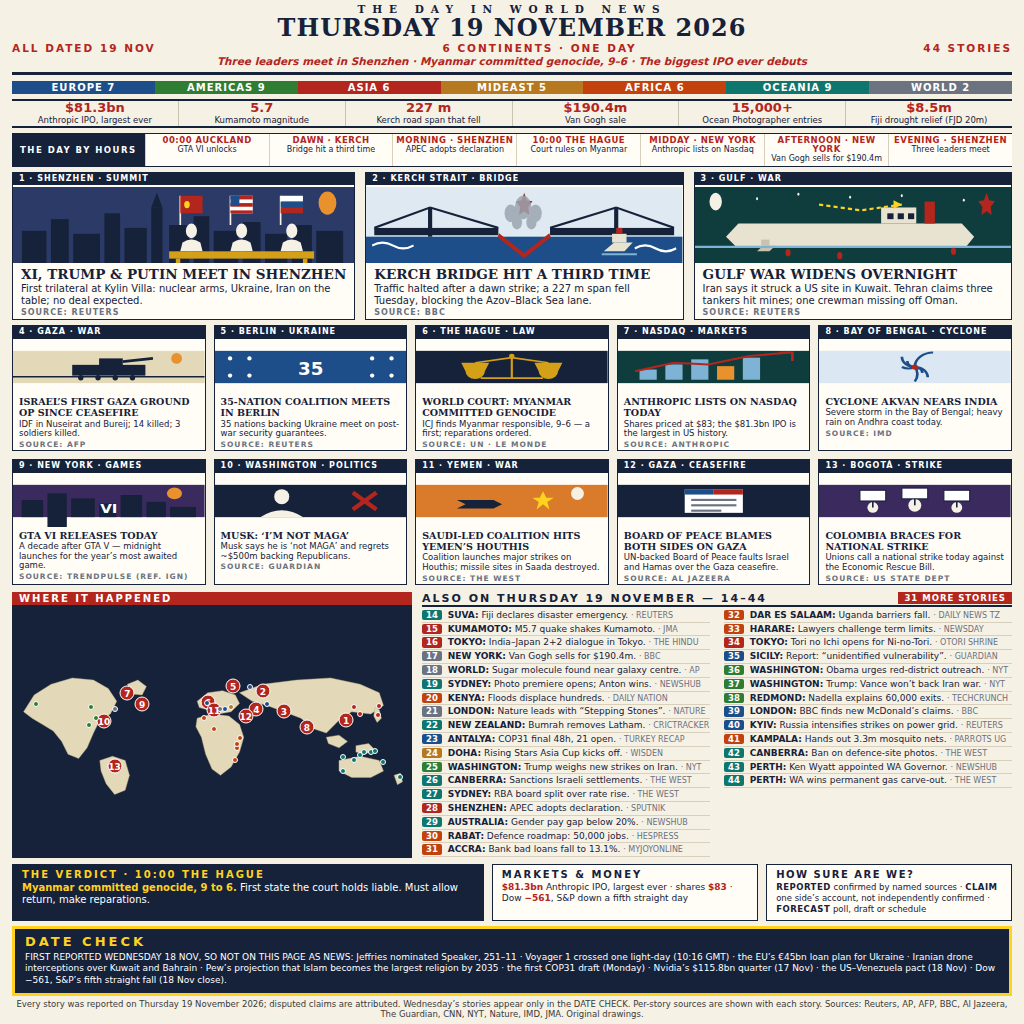 THE DAY IN WORLD NEWS
THURSDAY 19 NOVEMBER 2026
ALL DATED 19 NOV
6 CONTINENTS · ONE DAY
44 STORIES
Three leaders meet in Shenzhen · Myanmar committed genocide, 9–6 · The biggest IPO ever debuts
EUROPE 7
AMERICAS 9
ASIA 6
MIDEAST 5
AFRICA 6
OCEANIA 9
WORLD 2
$81.3bn
Anthropic IPO, largest ever
5.7
Kumamoto magnitude
227 m
Kerch road span that fell
$190.4m
Van Gogh sale
15,000+
Ocean Photographer entries
$8.5m
Fiji drought relief (FJD 20m)
THE DAY BY HOURS
00:00 AUCKLAND
GTA VI unlocks
DAWN · KERCH
Bridge hit a third time
MORNING · SHENZHEN
APEC adopts declaration
10:00 THE HAGUE
Court rules on Myanmar
MIDDAY · NEW YORK
Anthropic lists on Nasdaq
AFTERNOON · NEW
YORK
Van Gogh sells for $190.4m
EVENING · SHENZHEN
Three leaders meet
1 · SHENZHEN · SUMMIT
XI, TRUMP & PUTIN MEET IN SHENZHEN
First trilateral at Kylin Villa: nuclear arms, Ukraine, Iran on the
table; no deal expected.
SOURCE: REUTERS
2 · KERCH STRAIT · BRIDGE
KERCH BRIDGE HIT A THIRD TIME
Traffic halted after a dawn strike; a 227 m span fell
Tuesday, blocking the Azov–Black Sea lane.
SOURCE: BBC
3 · GULF · WAR
GULF WAR WIDENS OVERNIGHT
Iran says it struck a US site in Kuwait. Tehran claims three
tankers hit mines; one crewman missing off Oman.
SOURCE: REUTERS
4 · GAZA · WAR
ISRAEL'S FIRST GAZA GROUND
OP SINCE CEASEFIRE
IDF in Nuseirat and Bureij; 14 killed; 3
soldiers killed.
SOURCE: AFP
5 · BERLIN · UKRAINE
35
35-NATION COALITION MEETS
IN BERLIN
35 nations backing Ukraine meet on post-
war security guarantees.
SOURCE: REUTERS
6 · THE HAGUE · LAW
WORLD COURT: MYANMAR
COMMITTED GENOCIDE
ICJ finds Myanmar responsible, 9–6 — a
first; reparations ordered.
SOURCE: UN · LE MONDE
7 · NASDAQ · MARKETS
ANTHROPIC LISTS ON NASDAQ
TODAY
Shares priced at $83; the $81.3bn IPO is
the largest in US history.
SOURCE: ANTHROPIC
8 · BAY OF BENGAL · CYCLONE
CYCLONE AKVAN NEARS INDIA
Severe storm in the Bay of Bengal; heavy
rain on Andhra coast today.
SOURCE: IMD
9 · NEW YORK · GAMES
VI
GTA VI RELEASES TODAY
A decade after GTA V — midnight
launches for the year's most awaited
game.
SOURCE: TRENDPULSE (REF. IGN)
10 · WASHINGTON · POLITICS
MUSK: ‘I’M NOT MAGA’
Musk says he is ‘not MAGA’ and regrets
~$500m backing Republicans.
SOURCE: GUARDIAN
11 · YEMEN · WAR
SAUDI-LED COALITION HITS
YEMEN’S HOUTHIS
Coalition launches major strikes on
Houthis; missile sites in Saada destroyed.
SOURCE: THE WEST
12 · GAZA · CEASEFIRE
BOARD OF PEACE BLAMES
BOTH SIDES ON GAZA
UN-backed Board of Peace faults Israel
and Hamas over the Gaza ceasefire.
SOURCE: AL JAZEERA
13 · BOGOTÁ · STRIKE
COLOMBIA BRACES FOR
NATIONAL STRIKE
Unions call a national strike today against
the Economic Rescue Bill.
SOURCE: US STATE DEPT
WHERE IT HAPPENED
7
9
10
13
5
2
11
12
4
3
8
1
ALSO ON THURSDAY 19 NOVEMBER — 14–44
31 MORE STORIES
14 SUVA: Fiji declares disaster emergency. · REUTERS
15 KUMAMOTO: M5.7 quake shakes Kumamoto. · JMA
16 TOKYO: India–Japan 2+2 dialogue in Tokyo. · THE HINDU
17 NEW YORK: Van Gogh sells for $190.4m. · BBC
18 WORLD: Sugar molecule found near galaxy centre. · AP
19 SYDNEY: Photo premiere opens; Anton wins. · NEWSHUB
20 KENYA: Floods displace hundreds. · DAILY NATION
21 LONDON: Nature leads with “Stepping Stones”. · NATURE
22 NEW ZEALAND: Bumrah removes Latham. · CRICTRACKER
23 ANTALYA: COP31 final 48h, 21 open. · TURKEY RECAP
24 DOHA: Rising Stars Asia Cup kicks off. · WISDEN
25 WASHINGTON: Trump weighs new strikes on Iran. · NYT
26 CANBERRA: Sanctions Israeli settlements. · THE WEST
27 SYDNEY: RBA board split over rate rise. · THE WEST
28 SHENZHEN: APEC adopts declaration. · SPUTNIK
29 AUSTRALIA: Gender pay gap below 20%. · NEWSHUB
30 RABAT: Defence roadmap: 50,000 jobs. · HESPRESS
31 ACCRA: Bank bad loans fall to 13.1%. · MYJOYONLINE
32 DAR ES SALAAM: Uganda barriers fall. · DAILY NEWS TZ
33 HARARE: Lawyers challenge term limits. · NEWSDAY
34 TOKYO: Tori no Ichi opens for Ni-no-Tori. · OTORI SHRINE
35 SICILY: Report: “unidentified vulnerability”. · GUARDIAN
36 WASHINGTON: Obama urges red-district outreach. · NYT
37 WASHINGTON: Trump: Vance won’t back Iran war. · NYT
38 REDMOND: Nadella explains 60,000 exits. · TECHCRUNCH
39 LONDON: BBC finds new McDonald’s claims. · BBC
40 KYIV: Russia intensifies strikes on power grid. · REUTERS
41 KAMPALA: Hands out 3.3m mosquito nets. · PARROTS UG
42 CANBERRA: Ban on defence-site photos. · THE WEST
43 PERTH: Ken Wyatt appointed WA Governor. · NEWSHUB
44 PERTH: WA wins permanent gas carve-out. · THE WEST
THE VERDICT · 10:00 THE HAGUE
Myanmar committed genocide, 9 to 6. First state the court holds liable. Must allow
return, make reparations.
MARKETS & MONEY
$81.3bn Anthropic IPO, largest ever · shares $83 ·
Dow −561, S&P down a fifth straight day
HOW SURE ARE WE?
REPORTED confirmed by named sources · CLAIM
one side’s account, not independently confirmed ·
FORECAST poll, draft or schedule
DATE CHECK
FIRST REPORTED WEDNESDAY 18 NOV, SO NOT ON THIS PAGE AS NEWS: Jeffries nominated Speaker, 251–11 · Voyager 1 crossed one light-day (10:16 GMT) · the EU’s €45bn loan plan for Ukraine · Iranian drone
interceptions over Kuwait and Bahrain · Pew’s projection that Islam becomes the largest religion by 2035 · the first COP31 draft (Monday) · Nvidia’s $115.8bn quarter (17 Nov) · the US–Venezuela pact (18 Nov) · Dow
−561, S&P’s fifth straight fall (18 Nov close).
Every story was reported on Thursday 19 November 2026; disputed claims are attributed. Wednesday’s stories appear only in the DATE CHECK. Per-story sources are shown with each story. Sources: Reuters, AP, AFP, BBC, Al Jazeera,
The Guardian, CNN, NYT, Nature, IMD, JMA. Original drawings.